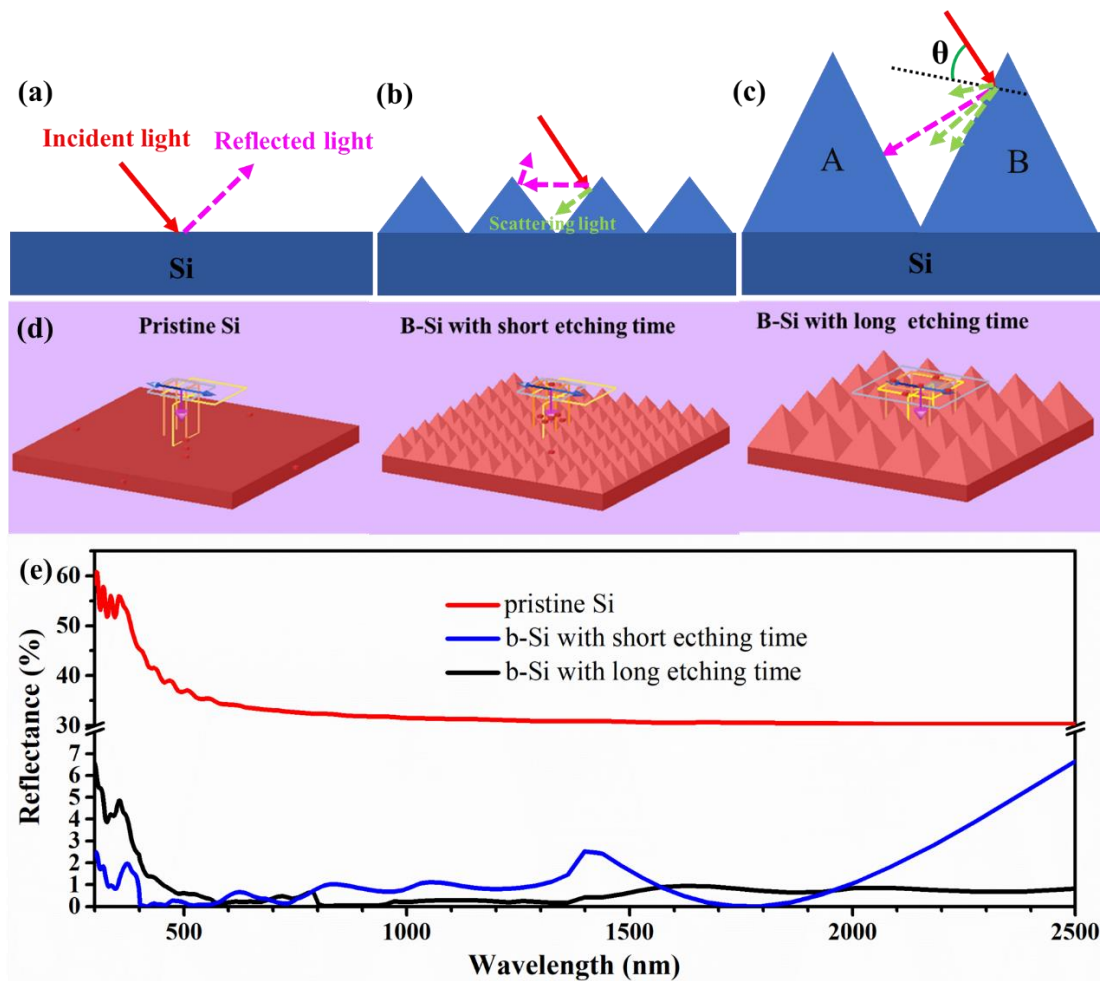 (a)
Incident light
Reflected light
Si
(b)
Scattering light
(c)
θ
A
B
Si
(d)
Pristine Si
B-Si with short etching time
B-Si with long etching time
(e)
Reflectance (%)
60
50
40
30
7
6
5
4
3
2
1
0
pristine Si
b-Si with short ecthing time
b-Si with long etching time
500
1000
1500
2000
2500
Wavelength (nm)